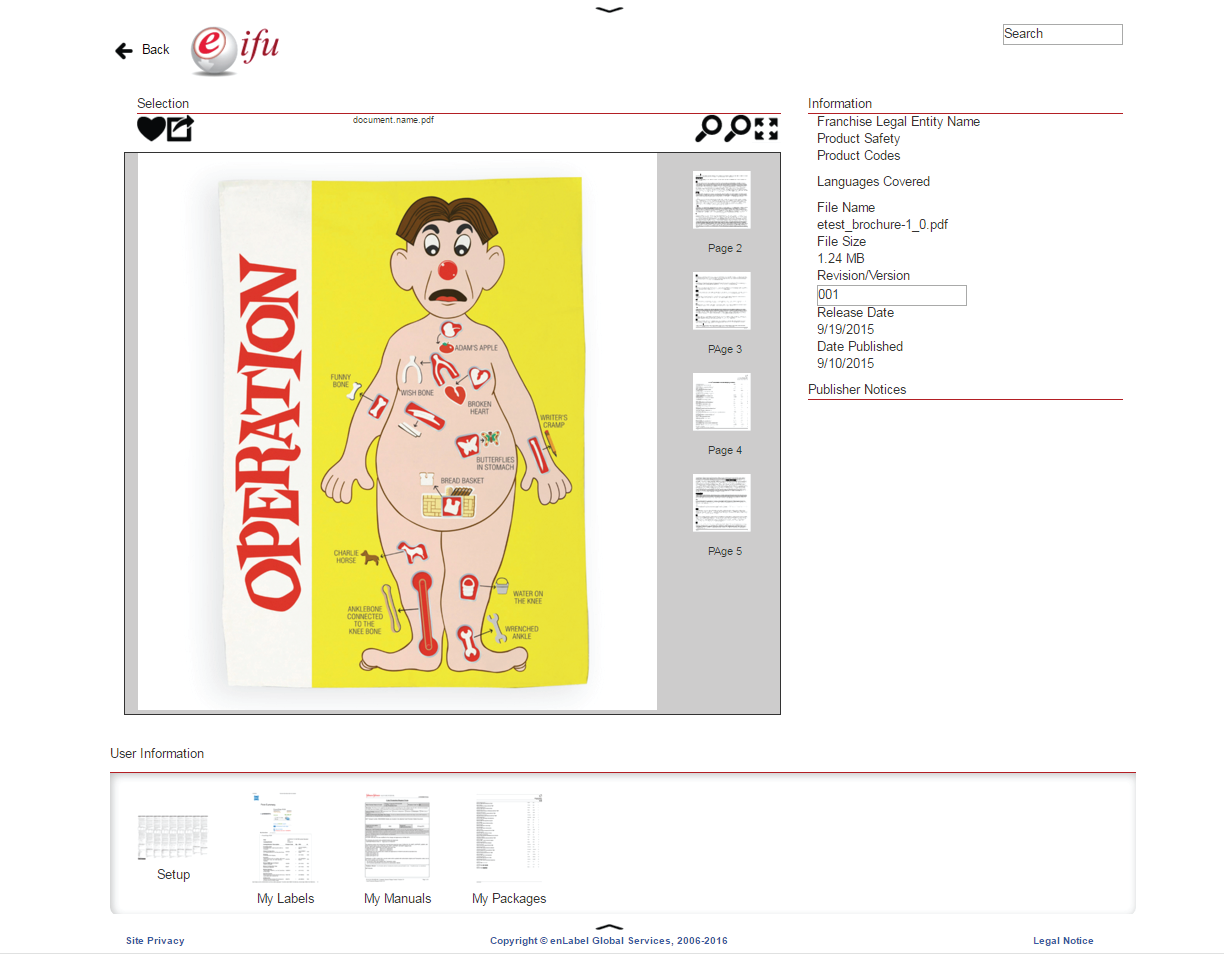 Back
e ifu
Search
Selection
document.name.pdf
OPERATION
ADAM'S APPLE
FUNNY
BONE
WISH BONE
BROKEN
HEART
WRITER'S
CRAMP
BUTTERFLIES
IN STOMACH
BREAD BASKET
CHARLIE
HORSE
WATER ON
THE KNEE
ANKLEBONE
CONNECTED
TO THE
KNEE BONE
WRENCHED
ANKLE
Page 2
PAge 3
Page 4
PAge 5
Information
Franchise Legal Entity Name
Product Safety
Product Codes
Languages Covered
File Name
etest_brochure-1_0.pdf
File Size
1.24 MB
Revision/Version
001
Release Date
9/19/2015
Date Published
9/10/2015
Publisher Notices
User Information
Setup
My Labels
My Manuals
My Packages
Site Privacy
Copyright © enLabel Global Services, 2006-2016
Legal Notice